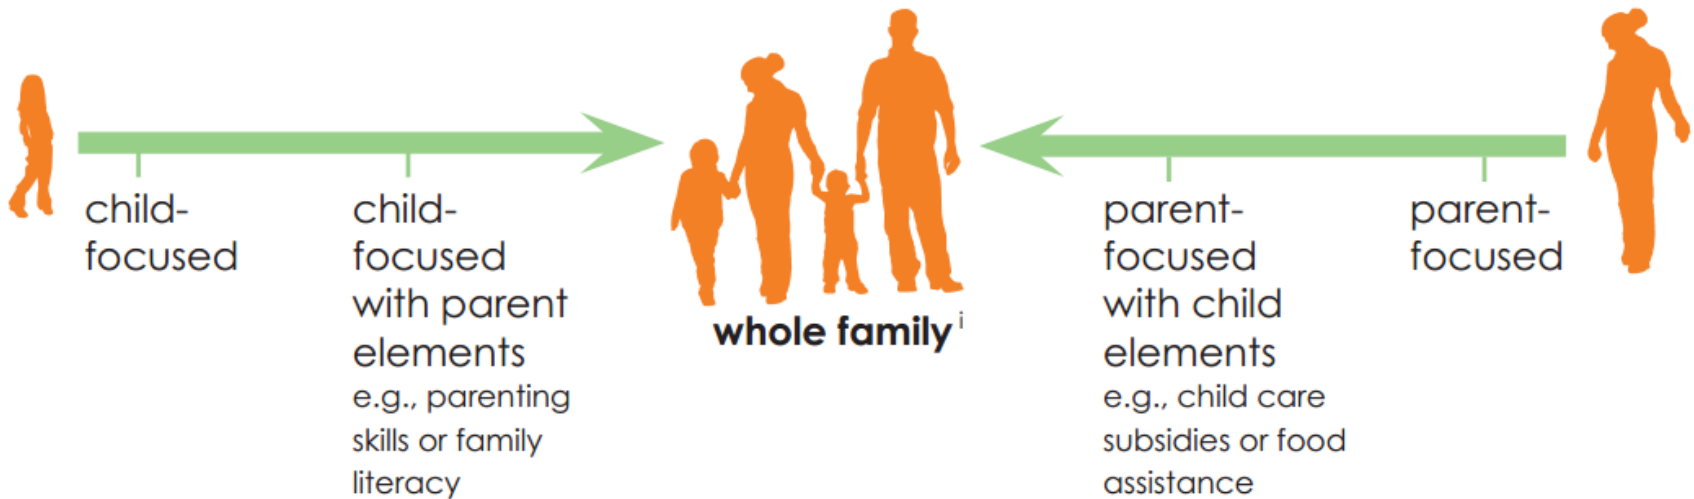 child-
focused
child-
focused
with parent
elements
e.g., parenting
skills or family
literacy
whole family i
parent-
focused
with child
elements
e.g., child care
subsidies or food
assistance
parent-
focused